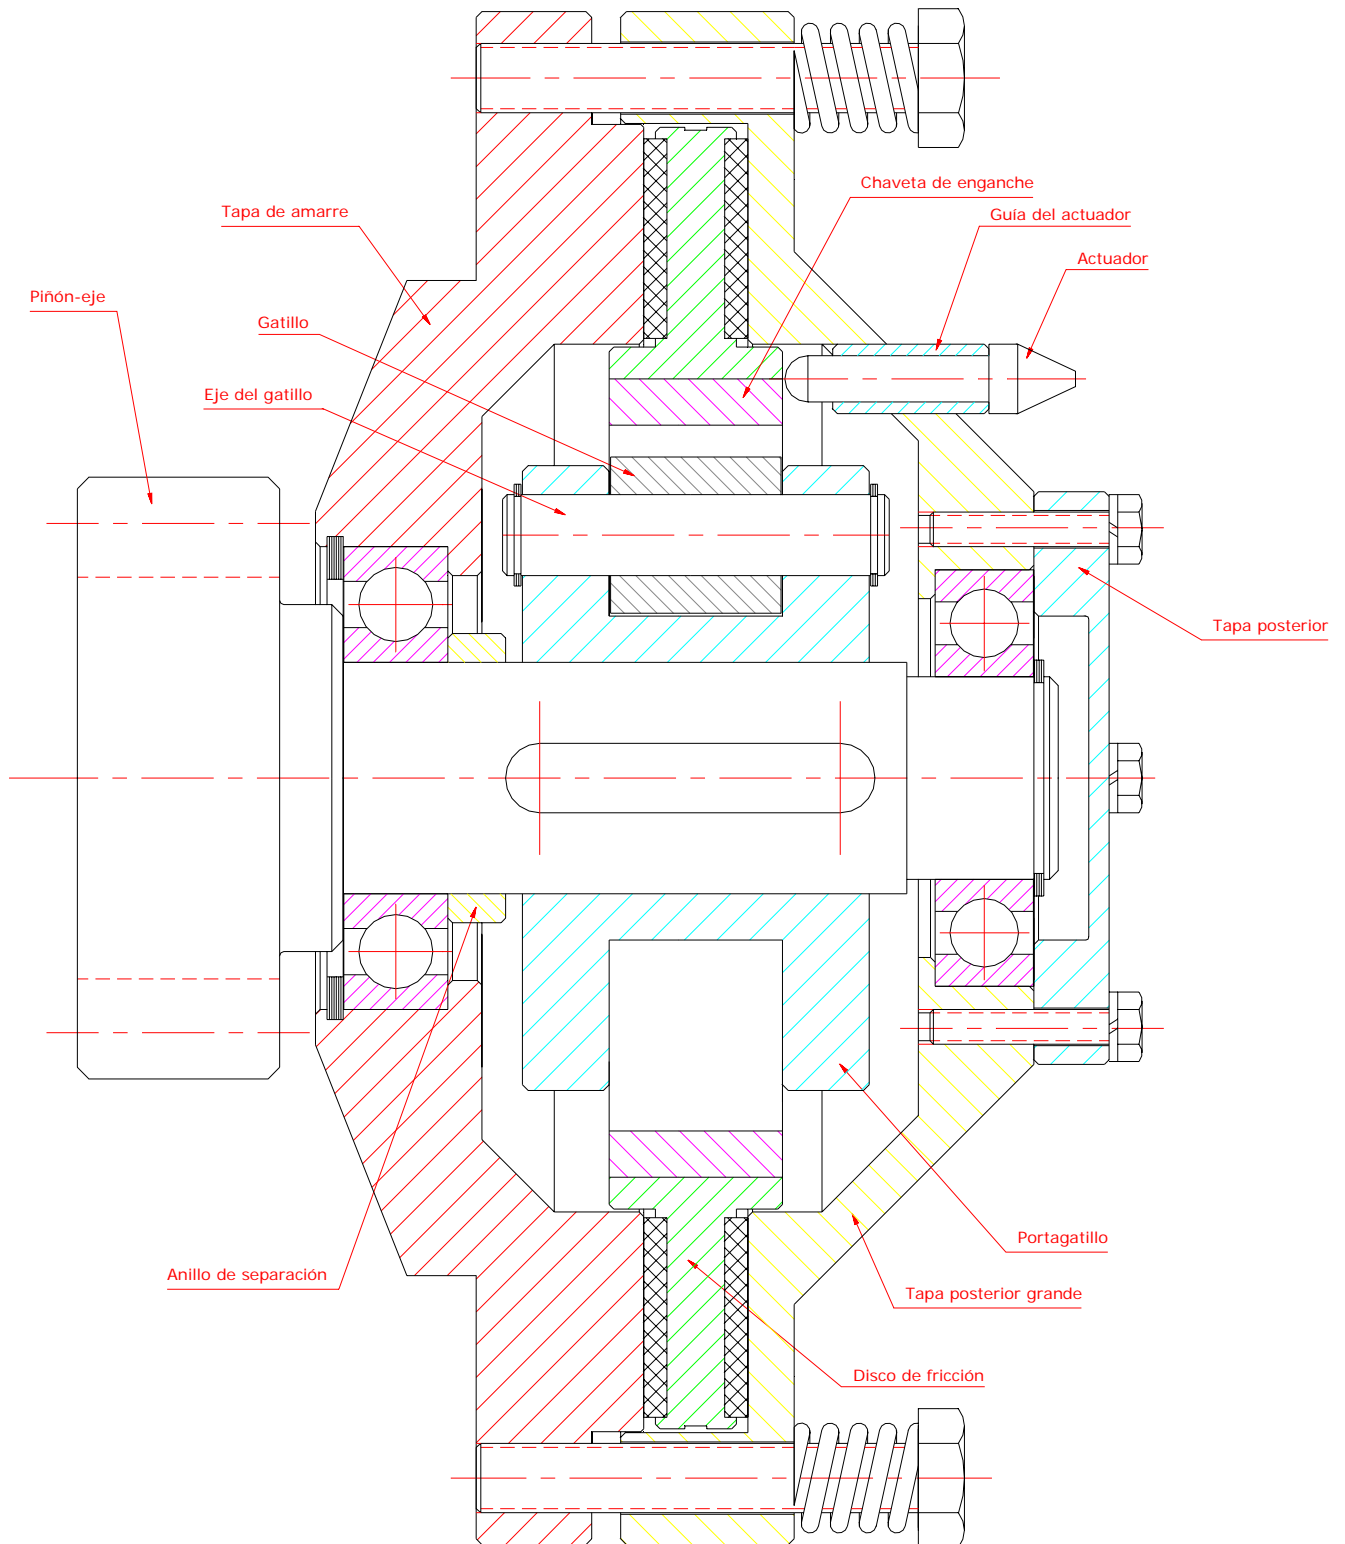 Chaveta de enganche
Tapa de amarre
Guía del actuador
Actuador
Piñón-eje
Gatillo
Eje del gatillo
Tapa posterior
Portagatillo
Anillo de separación
Tapa posterior grande
Disco de fricción